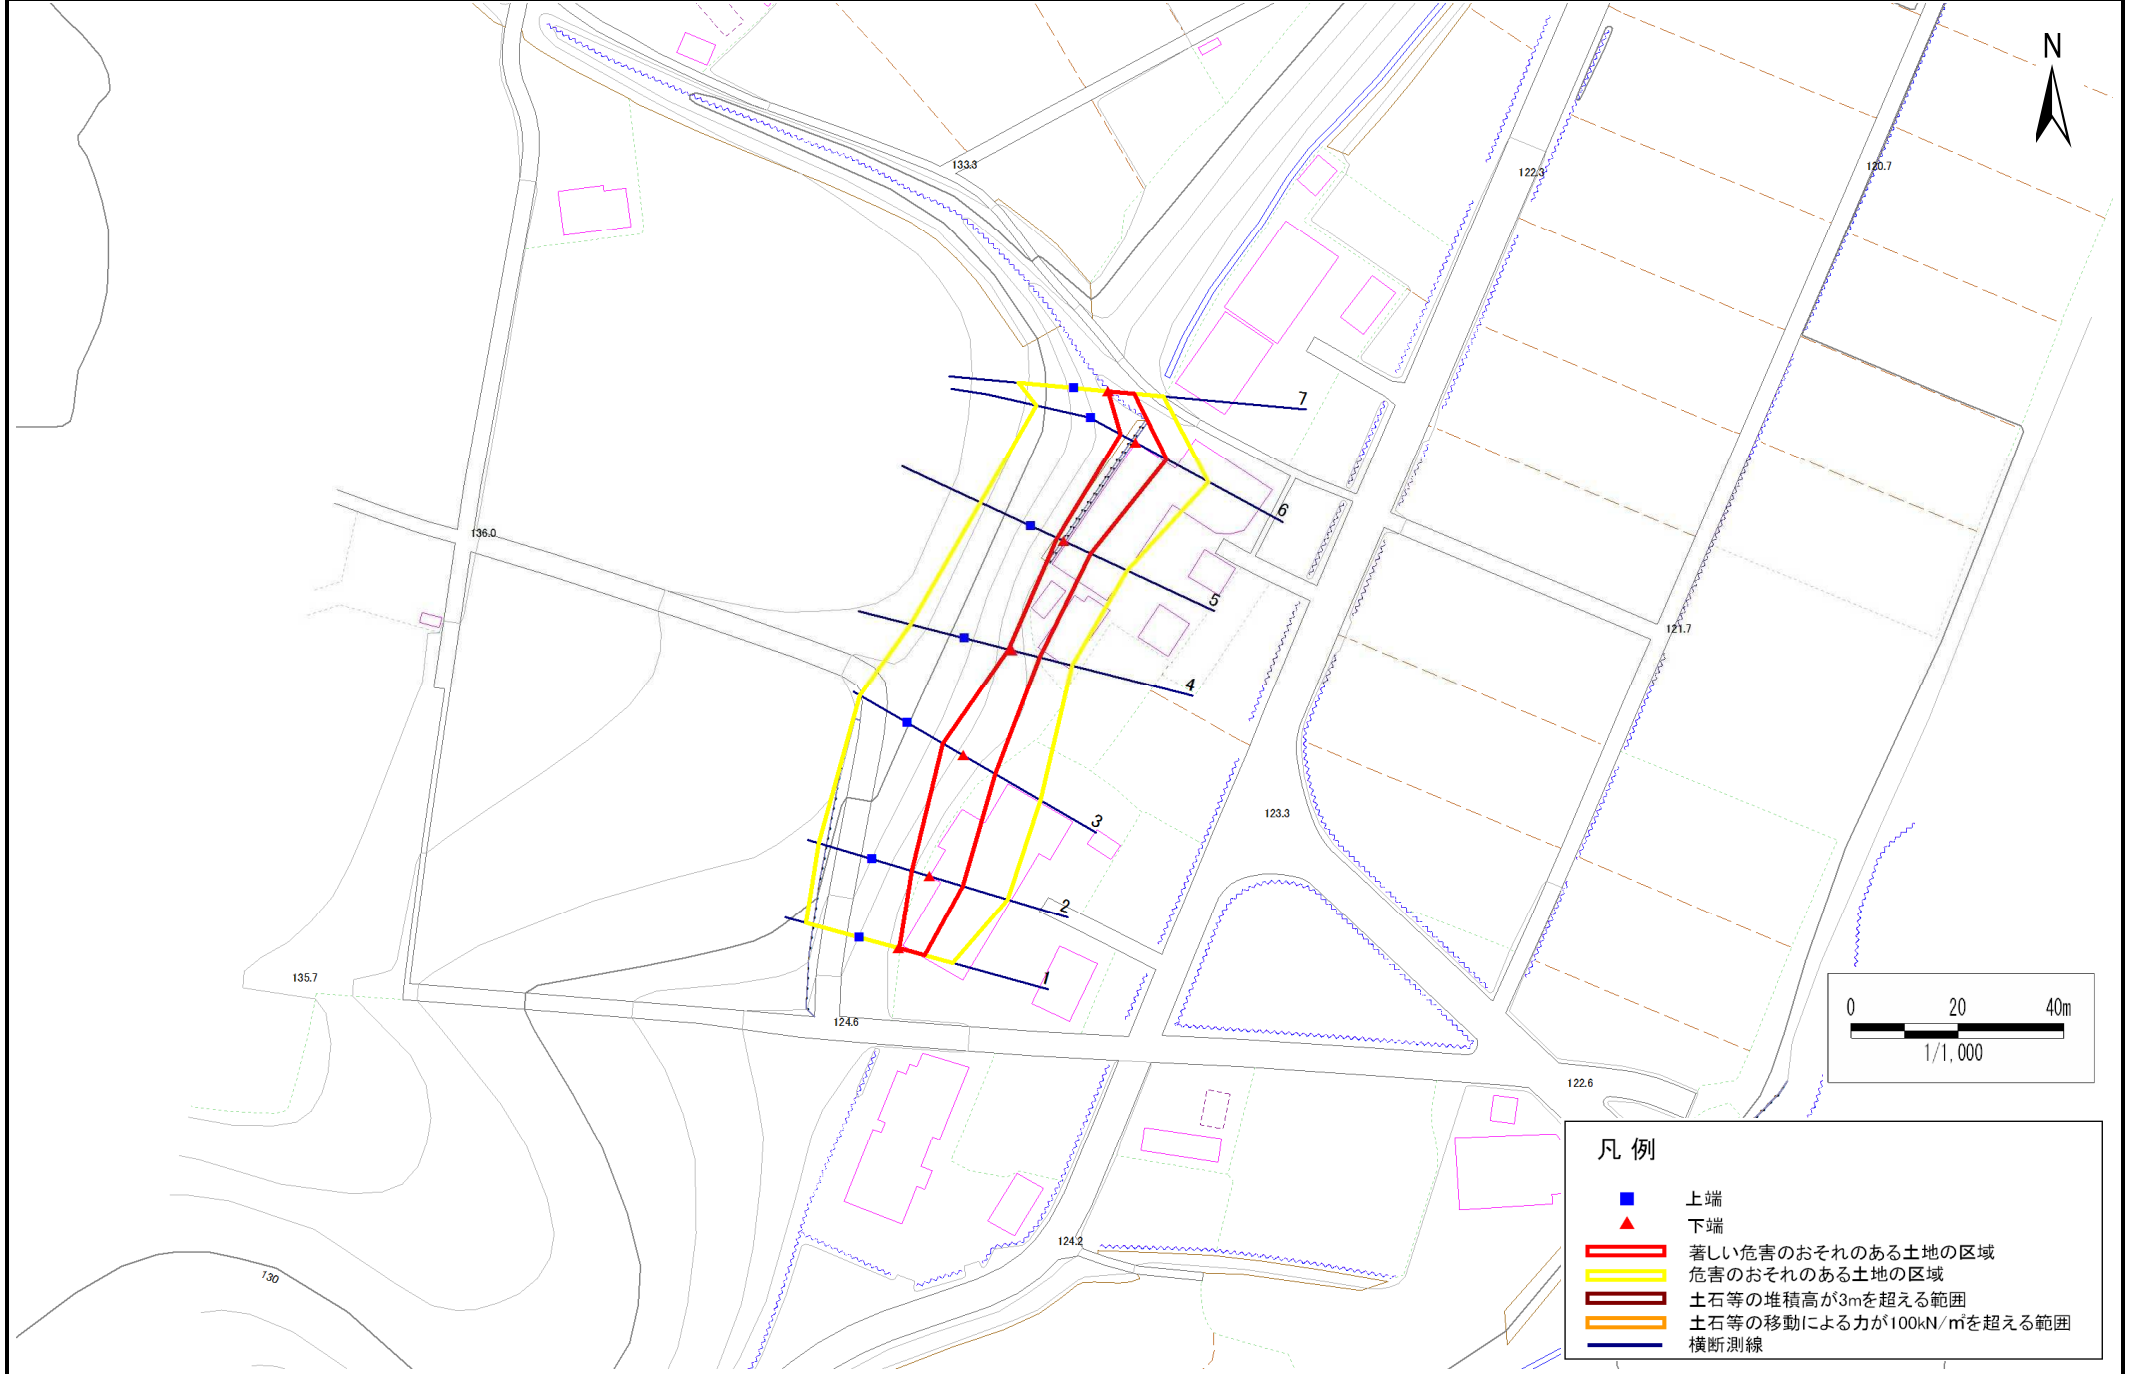 N
133.3
122.3
120.7
7
6
136.0
5
121.7
4
123.3
3
2
135.7
1
124.6
0 20 40m
1/1,000
122.6
124.2
130
凡 例
上端
下端
著しい危害のおそれのある土地の区域
危害のおそれのある土地の区域
土石等の堆積高が3mを超える範囲
土石等の移動による力が100kN/㎡を超える範囲
横断測線